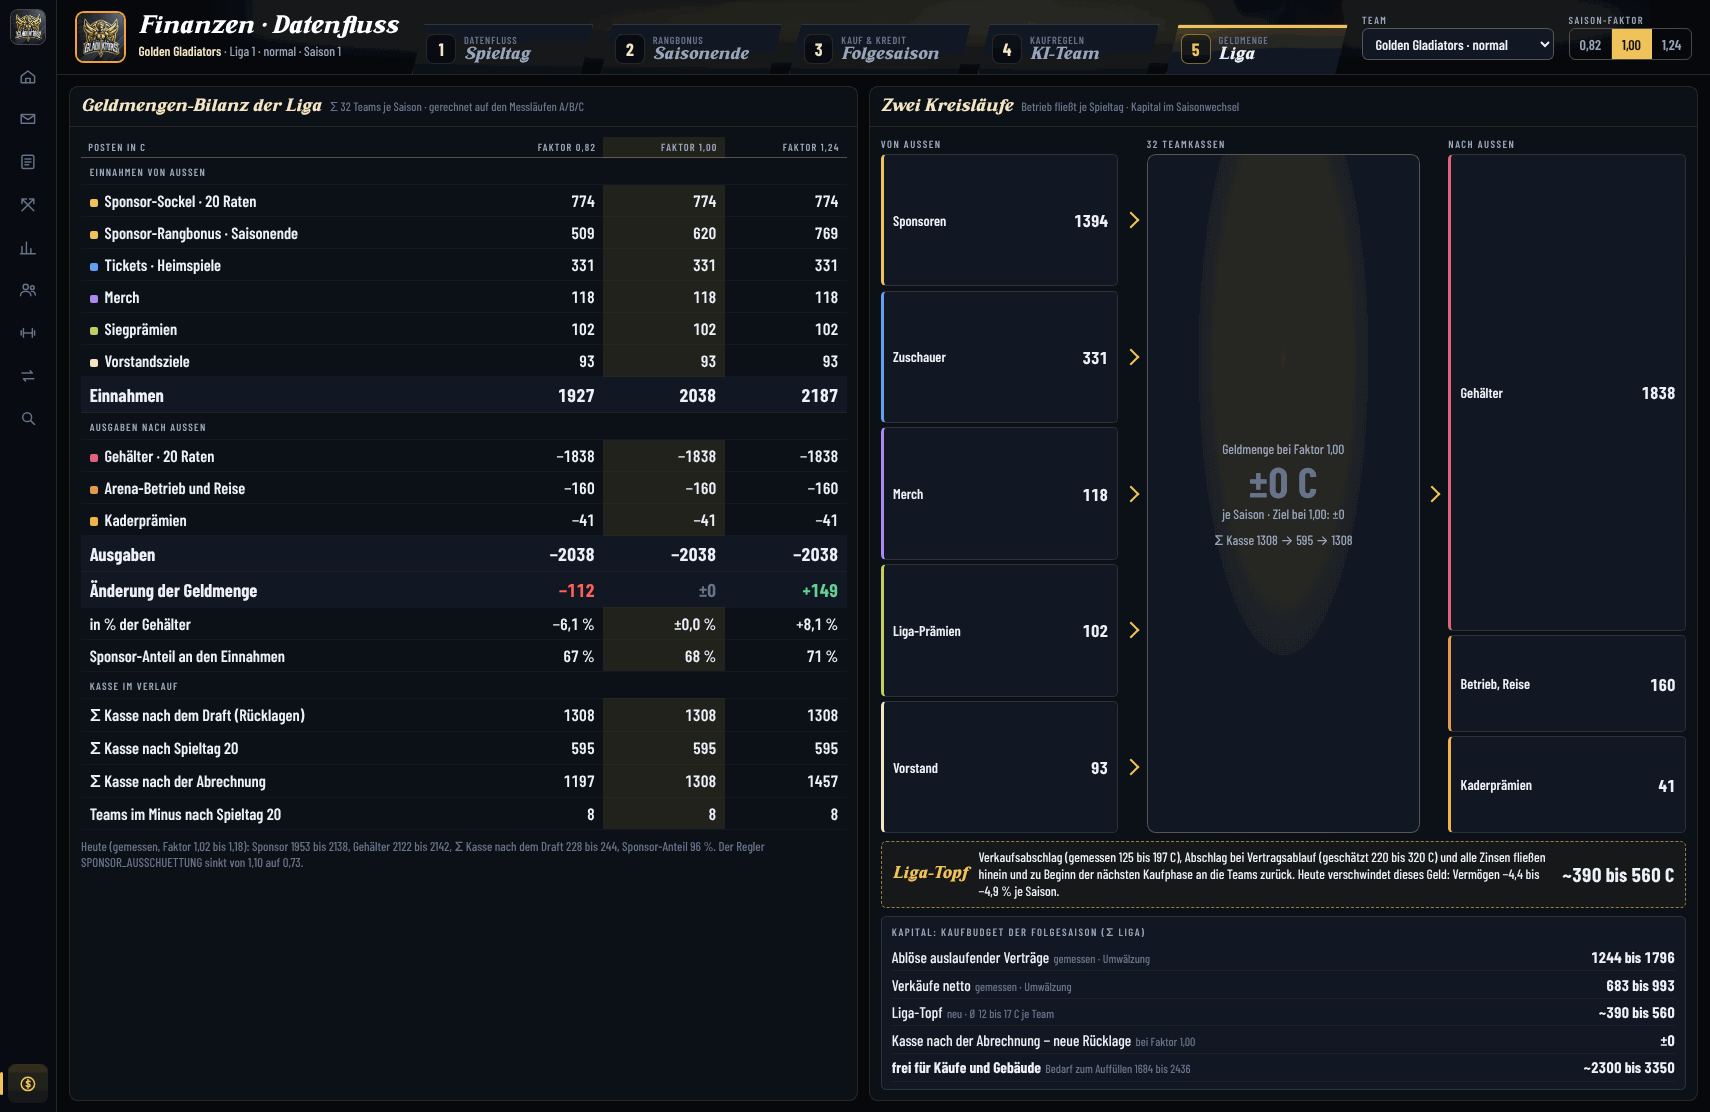 Finanzen · Datenfluss
Golden Gladiators · Liga 1 · normal · Saison 1
1 DATENFLUSS Spieltag
2 RANGBONUS Saisonende
3 KAUF & KREDIT Folgesaison
4 KAUFREGELN KI-Team
5 GELDMENGE Liga
TEAM
Golden Gladiators · normal
SAISON-FAKTOR
0,82 1,00 1,24
Geldmengen-Bilanz der Liga Σ 32 Teams je Saison · gerechnet auf den Messläufen A/B/C
POSTEN IN C FAKTOR 0,82 FAKTOR 1,00 FAKTOR 1,24
EINNAHMEN VON AUSSEN
Sponsor-Sockel · 20 Raten 774 774 774
Sponsor-Rangbonus · Saisonende 509 620 769
Tickets · Heimspiele 331 331 331
Merch 118 118 118
Siegprämien 102 102 102
Vorstandsziele 93 93 93
Einnahmen 1927 2038 2187
AUSGABEN NACH AUSSEN
Gehälter · 20 Raten −1838 −1838 −1838
Arena-Betrieb und Reise −160 −160 −160
Kaderprämien −41 −41 −41
Ausgaben −2038 −2038 −2038
Änderung der Geldmenge −112 ±0 +149
in % der Gehälter −6,1 % ±0,0 % +8,1 %
Sponsor-Anteil an den Einnahmen 67 % 68 % 71 %
KASSE IM VERLAUF
Σ Kasse nach dem Draft (Rücklagen) 1308 1308 1308
Σ Kasse nach Spieltag 20 595 595 595
Σ Kasse nach der Abrechnung 1197 1308 1457
Teams im Minus nach Spieltag 20 8 8 8
Heute (gemessen, Faktor 1,02 bis 1,18): Sponsor 1953 bis 2138, Gehälter 2122 bis 2142, Σ Kasse nach dem Draft 228 bis 244, Sponsor-Anteil 96 %. Der Regler
SPONSOR_AUSSCHUETTUNG sinkt von 1,10 auf 0,73.
Zwei Kreisläufe Betrieb fließt je Spieltag · Kapital im Saisonwechsel
VON AUSSEN
Sponsoren 1394
Zuschauer 331
Merch 118
Liga-Prämien 102
Vorstand 93
32 TEAMKASSEN
Geldmenge bei Faktor 1,00
±0 C
je Saison · Ziel bei 1,00: ±0
Σ Kasse 1308 → 595 → 1308
NACH AUSSEN
Gehälter 1838
Betrieb, Reise 160
Kaderprämien 41
Liga-Topf
Verkaufsabschlag (gemessen 125 bis 197 C), Abschlag bei Vertragsablauf (geschätzt 220 bis 320 C) und alle Zinsen fließen
hinein und zu Beginn der nächsten Kaufphase an die Teams zurück. Heute verschwindet dieses Geld: Vermögen −4,4 bis
−4,9 % je Saison.
~390 bis 560 C
KAPITAL: KAUFBUDGET DER FOLGESAISON (Σ LIGA)
Ablöse auslaufender Verträge gemessen · Umwälzung 1244 bis 1796
Verkäufe netto gemessen · Umwälzung 683 bis 993
Liga-Topf neu · Ø 12 bis 17 C je Team ~390 bis 560
Kasse nach der Abrechnung − neue Rücklage bei Faktor 1,00 ±0
frei für Käufe und Gebäude Bedarf zum Auffüllen 1684 bis 2436 ~2300 bis 3350